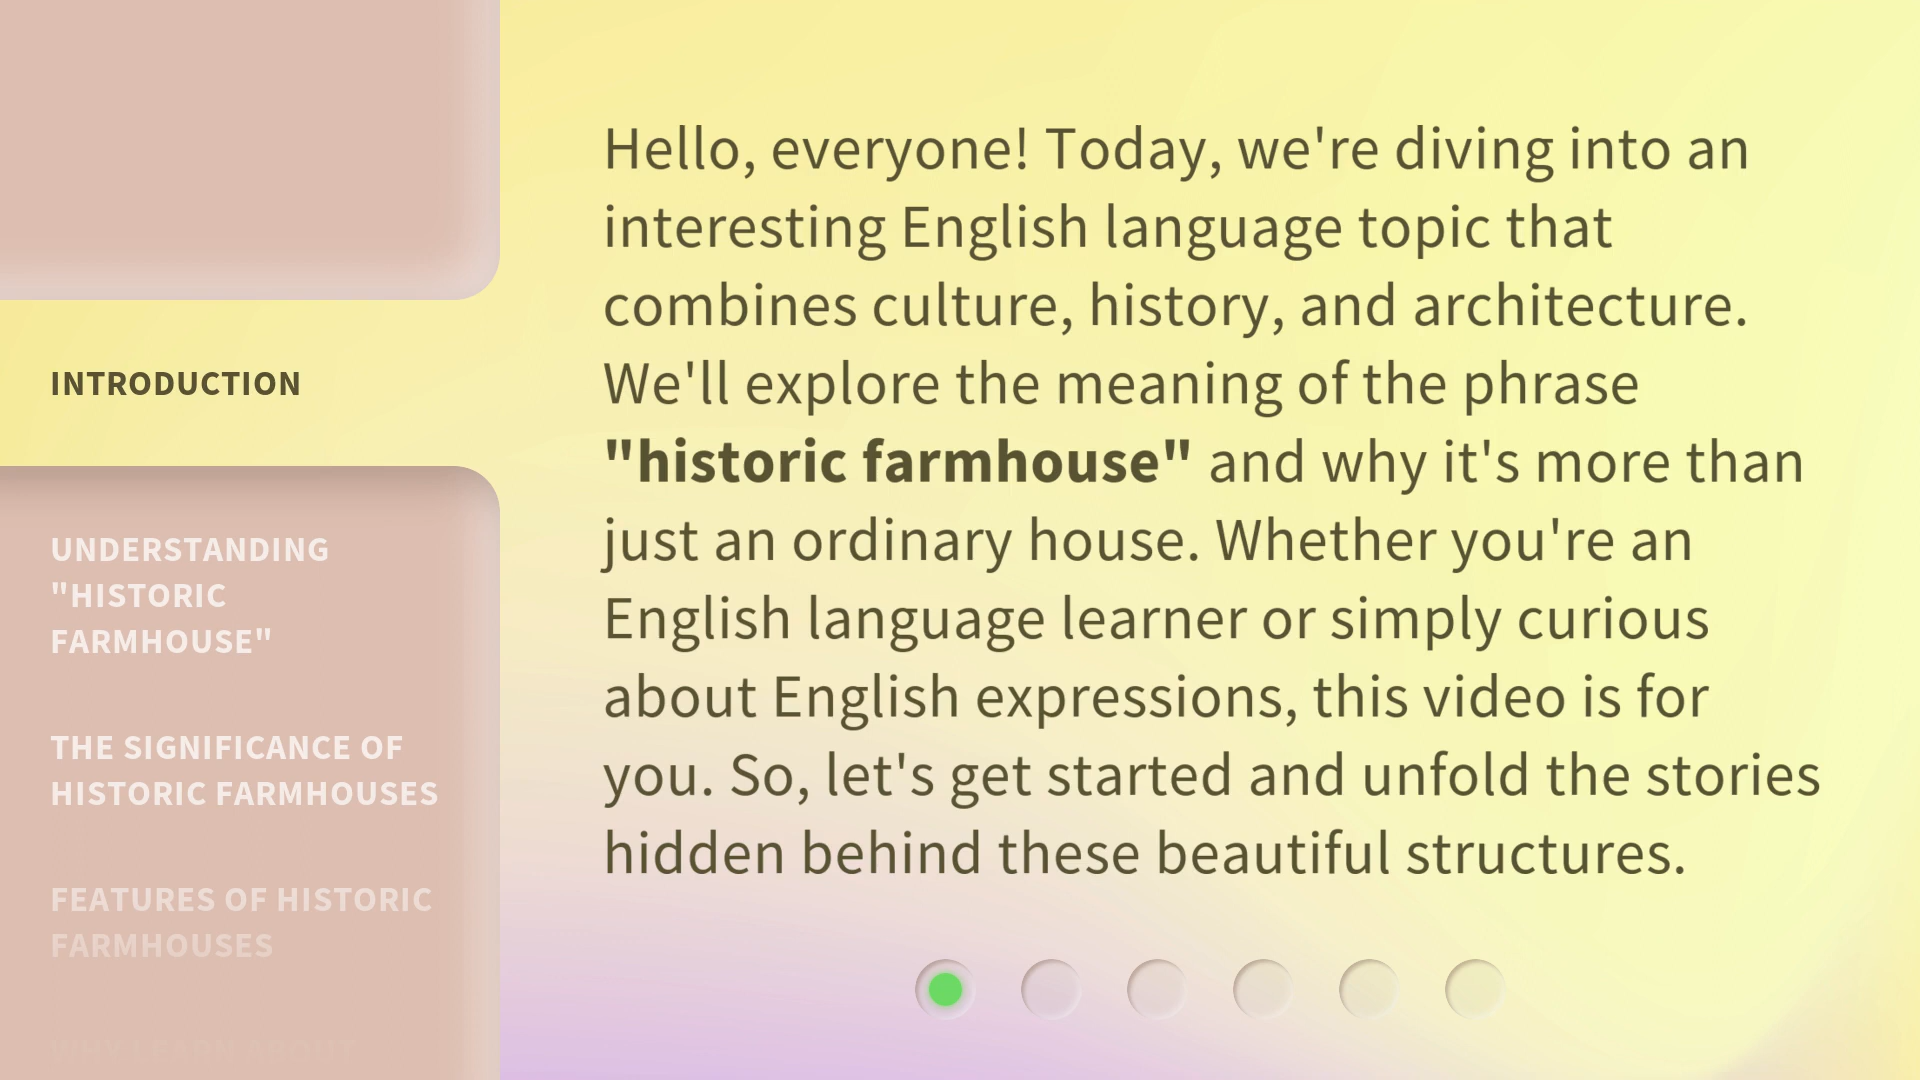 INTRODUCTION
UNDERSTANDING
"HISTORIC
FARMHOUSE"
THE SIGNIFICANCE OF
HISTORIC FARMHOUSES
FEATURES OF HISTORIC
FARMHOUSES
WHY LEARN ABOUT
Hello, everyone! Today, we're diving into an
interesting English language topic that
combines culture, history, and architecture.
We'll explore the meaning of the phrase
"historic farmhouse" and why it's more than
just an ordinary house. Whether you're an
English language learner or simply curious
about English expressions, this video is for
you. So, let's get started and unfold the stories
hidden behind these beautiful structures.